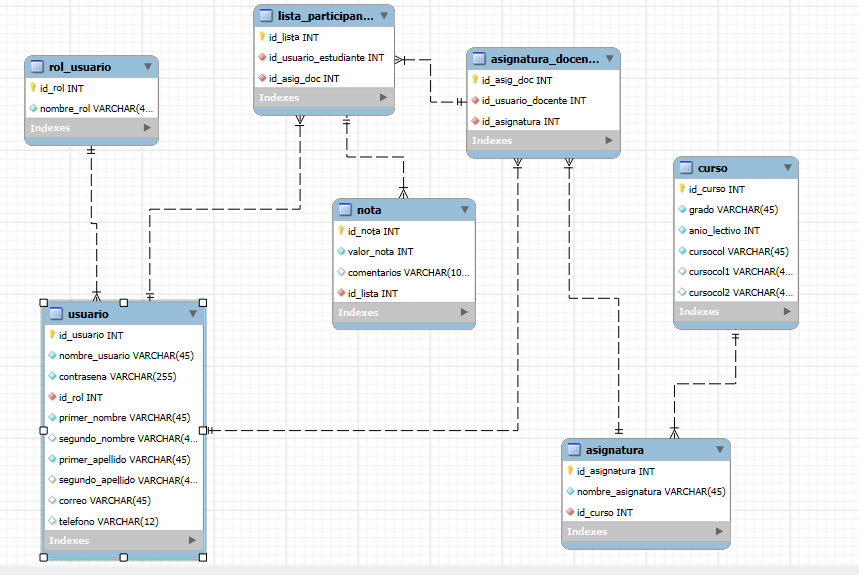 rol_usuario
id_rol INT
nombre_rol VARCHAR(4...
Indexes
lista_participan...
id_lista INT
id_usuario_estudiante INT
id_asig_doc INT
Indexes
asignatura_docen...
id_asig_doc INT
id_usuario_docente INT
id_asignatura INT
Indexes
curso
id_curso INT
grado VARCHAR(45)
anio_lectivo INT
cursocol VARCHAR(45)
cursocol1 VARCHAR(4...
cursocol2 VARCHAR(4...
Indexes
nota
id_nota INT
valor_nota INT
comentarios VARCHAR(10...
id_lista INT
Indexes
usuario
id_usuario INT
nombre_usuario VARCHAR(45)
contrasena VARCHAR(255)
id_rol INT
primer_nombre VARCHAR(45)
segundo_nombre VARCHAR(4...
primer_apellido VARCHAR(45)
segundo_apellido VARCHAR(4...
correo VARCHAR(45)
telefono VARCHAR(12)
Indexes
asignatura
id_asignatura INT
nombre_asignatura VARCHAR(45)
id_curso INT
Indexes